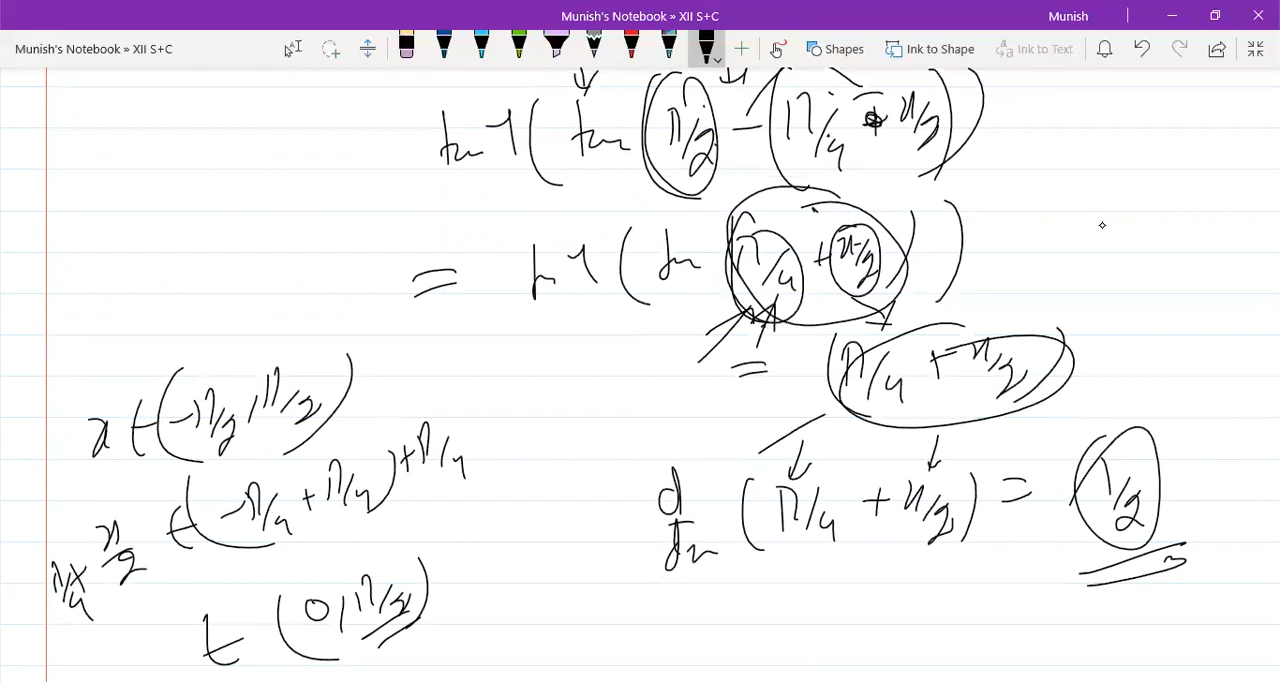 Munish's Notebook » XII S+C
Munish
Munish's Notebook » XII S+C
Shapes
Ink to Shape
Ink to Text
tan⁻¹(tan(π/2 - (π/4 - x/2)))
= tan⁻¹(tan(π/4 + x/2))
= (π/4 + x/2)
x ∈ (-π/2, π/2)
x/2 ∈ (-π/4 + π/4) + π/4
π/4 +
∈ (0, π/2)
d/dx (π/4 + x/2) = 1/2